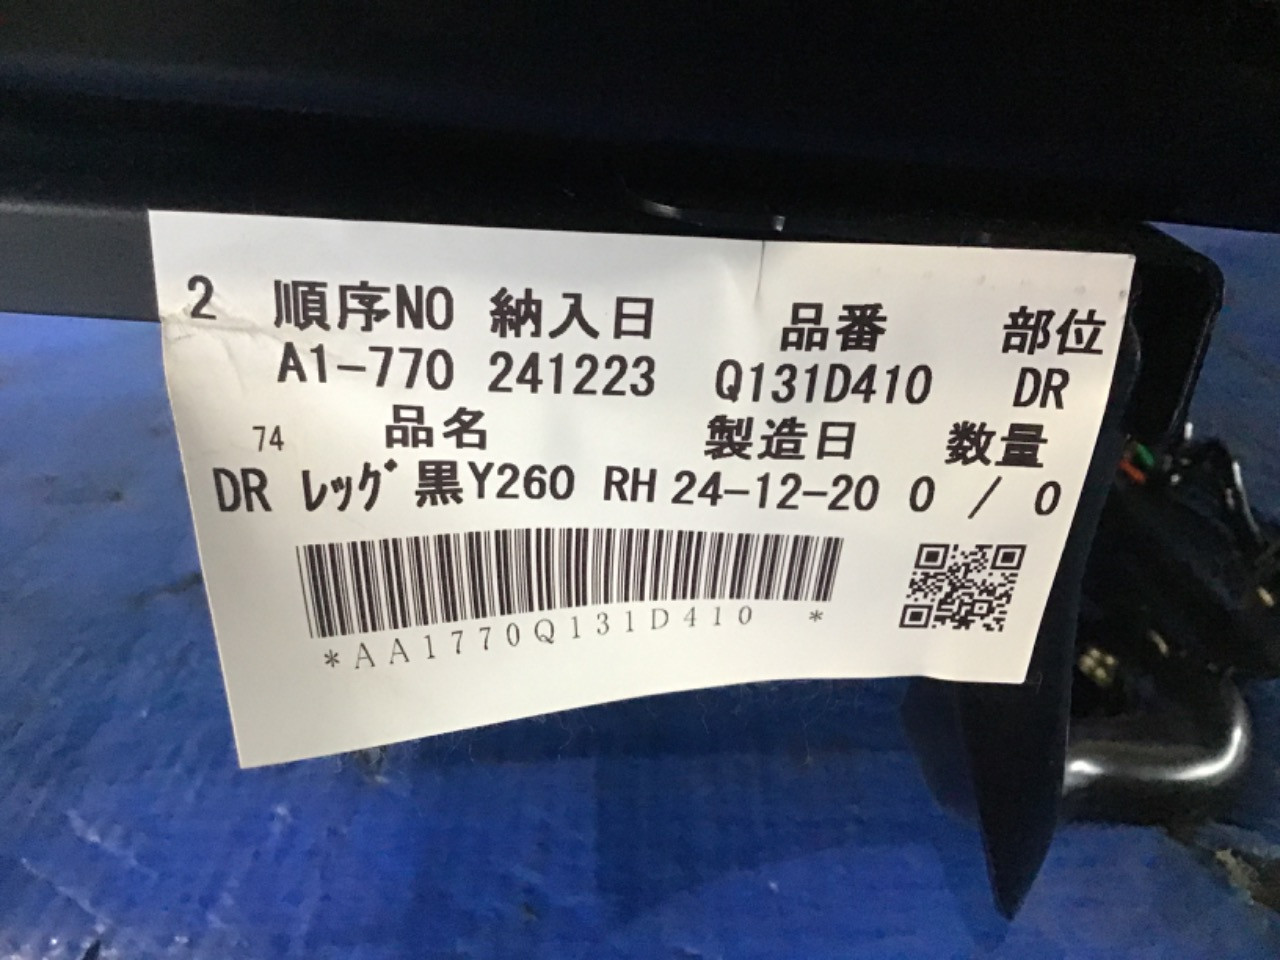 2 順序NO 納入日 品番 部位
A1-770 241223 Q131D410 DR
74 品名 製造日 数量
DR レッグ 黒Y260 RH 24-12-20 0 / 0
*AA1770Q131D410 *